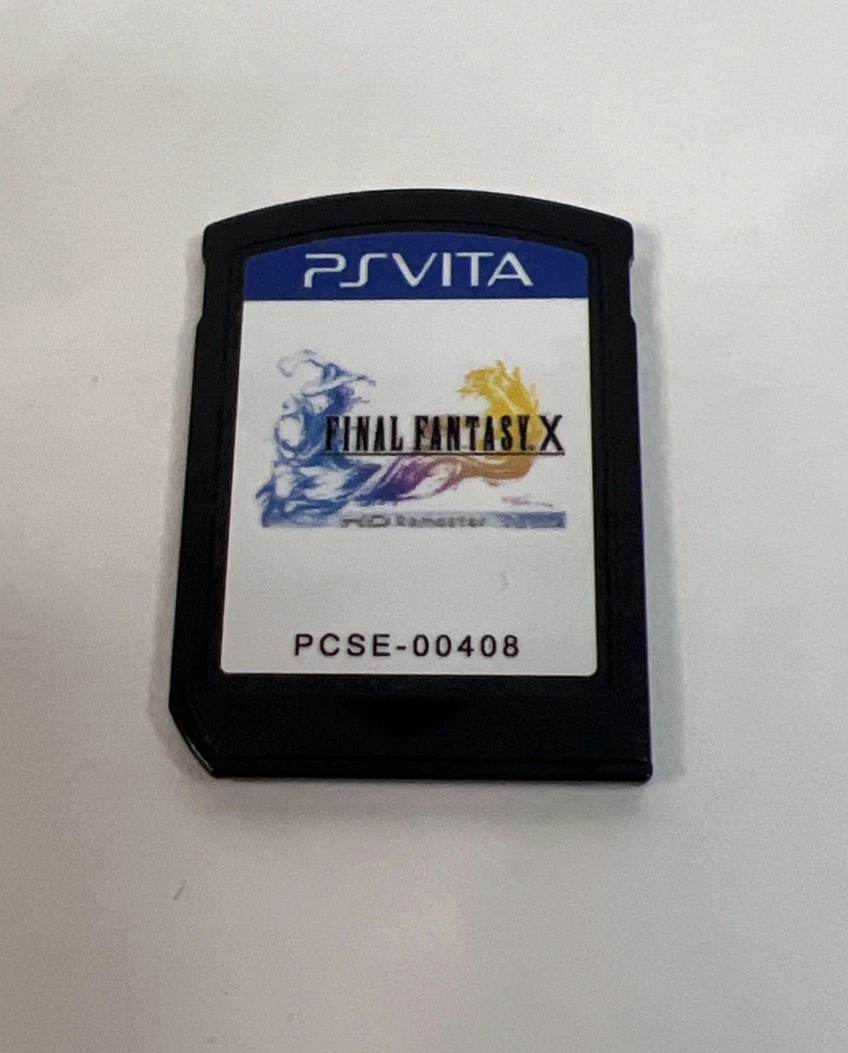 PSVITA
FINAL FANTASY X
HD Remaster
PCSE-00408